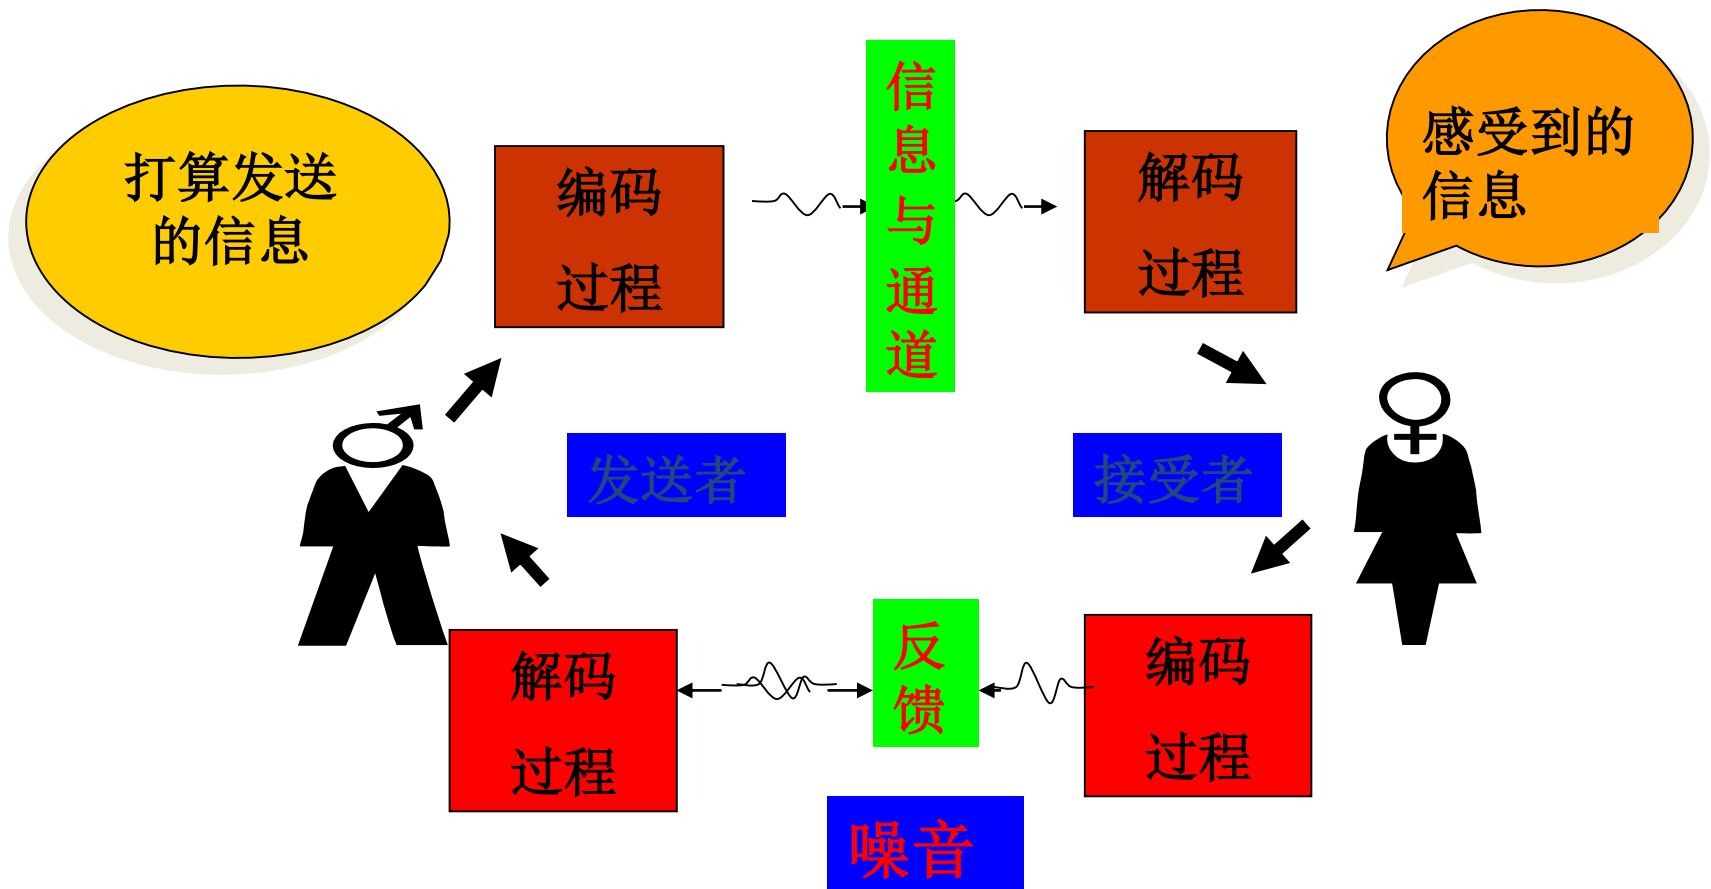 打算发送
的信息
编码
过程
信
息
与
通
道
解码
过程
感受到的
信息
发送者
接受者
解码
过程
反
馈
编码
过程
噪音